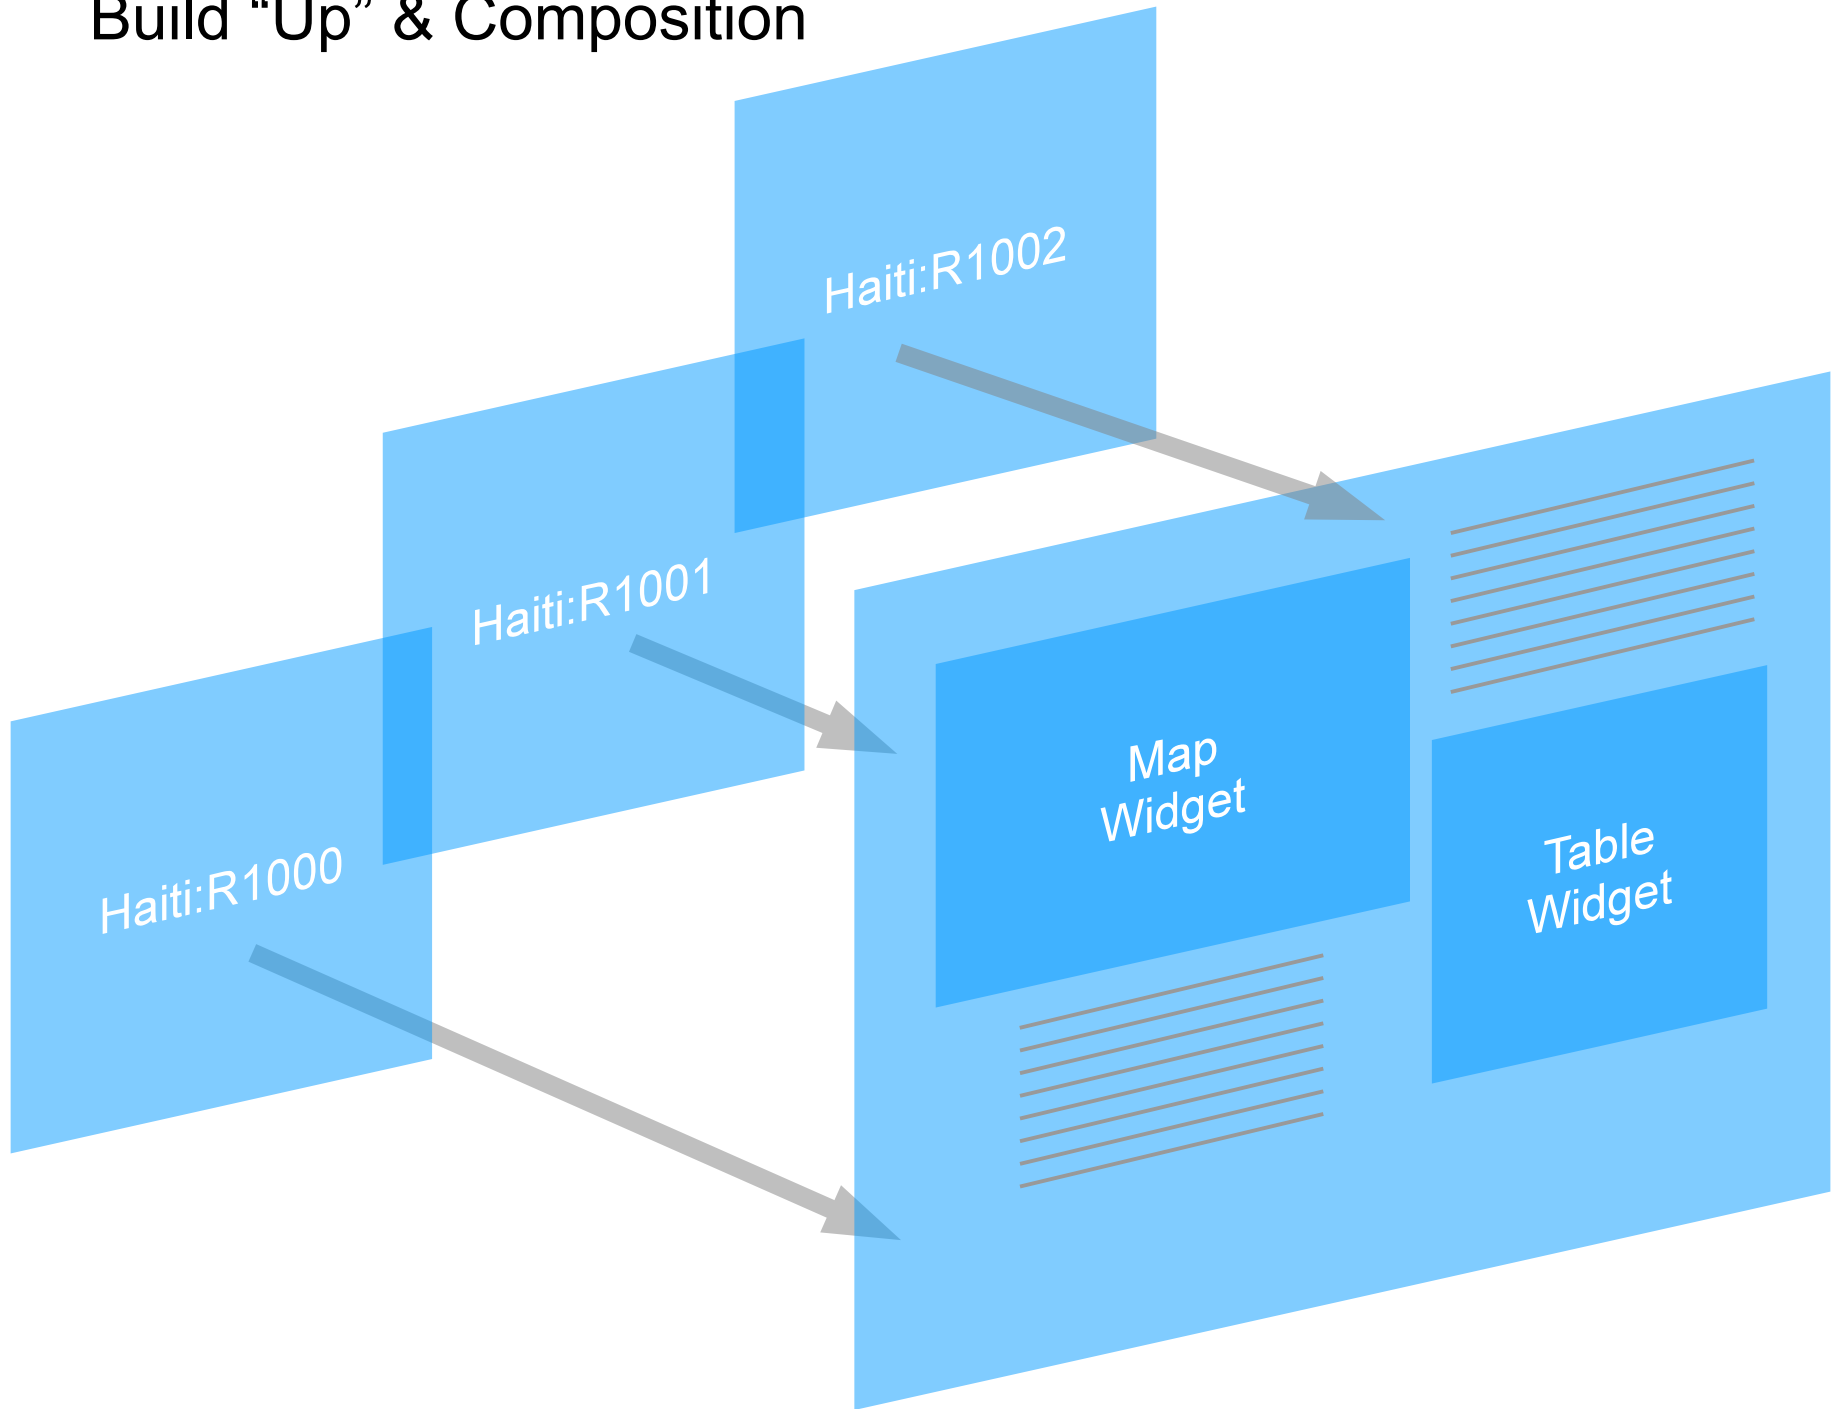 Build “Up” & Composition
Haiti:R1002
Haiti:R1001
Haiti:R1000
Map
Widget
Table
Widget